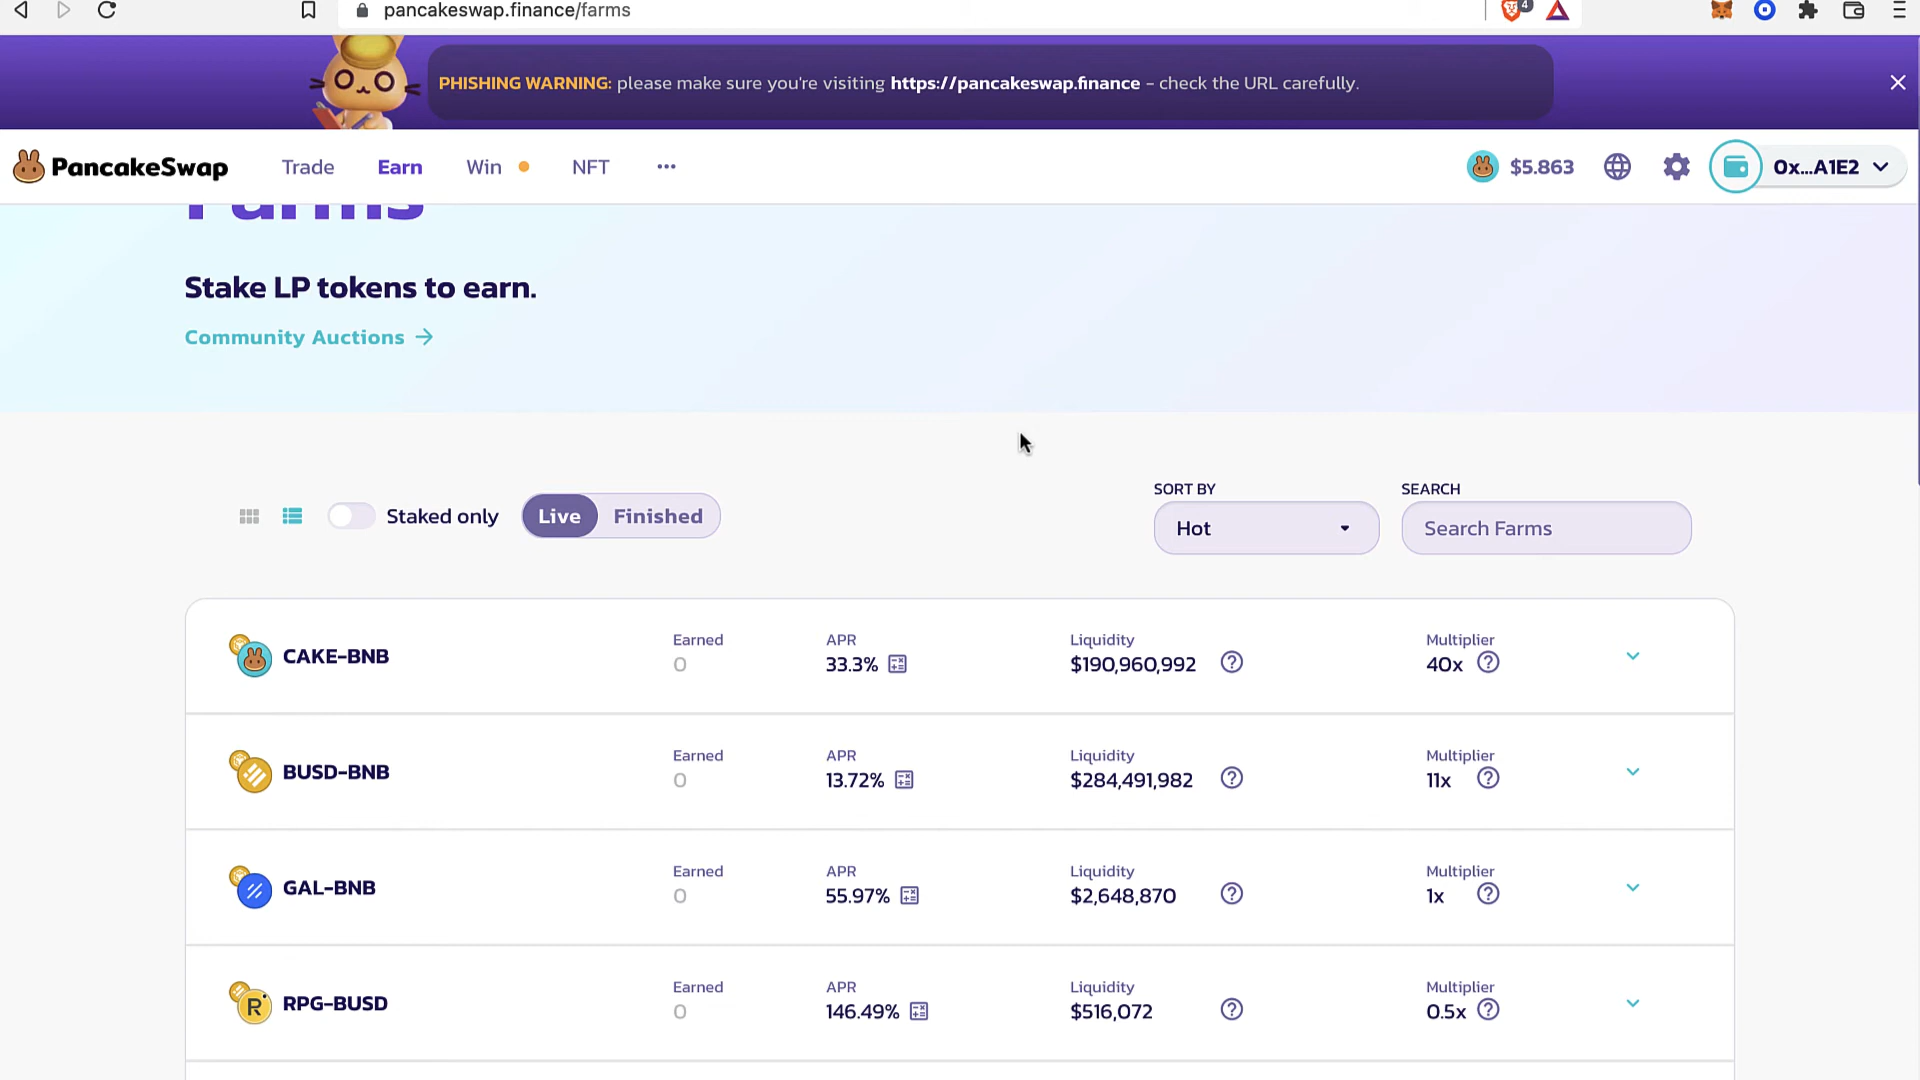 pancakeswap.finance/farms
4
PHISHING WARNING: please make sure you're visiting https://pancakeswap.finance - check the URL carefully.
PancakeSwap
Trade
Earn
Win
NFT
$5.863
0x...A1E2
Farms
Stake LP tokens to earn.
Community Auctions
SORT BY
SEARCH
Staked only
Live
Finished
Hot
Search Farms
CAKE-BNB
Earned
0
APR
33.3%
Liquidity
$190,960,992
Multiplier
40x
BUSD-BNB
Earned
0
APR
13.72%
Liquidity
$284,491,982
Multiplier
11x
GAL-BNB
Earned
0
APR
55.97%
Liquidity
$2,648,870
Multiplier
1x
RPG-BUSD
Earned
0
APR
146.49%
Liquidity
$516,072
Multiplier
0.5x